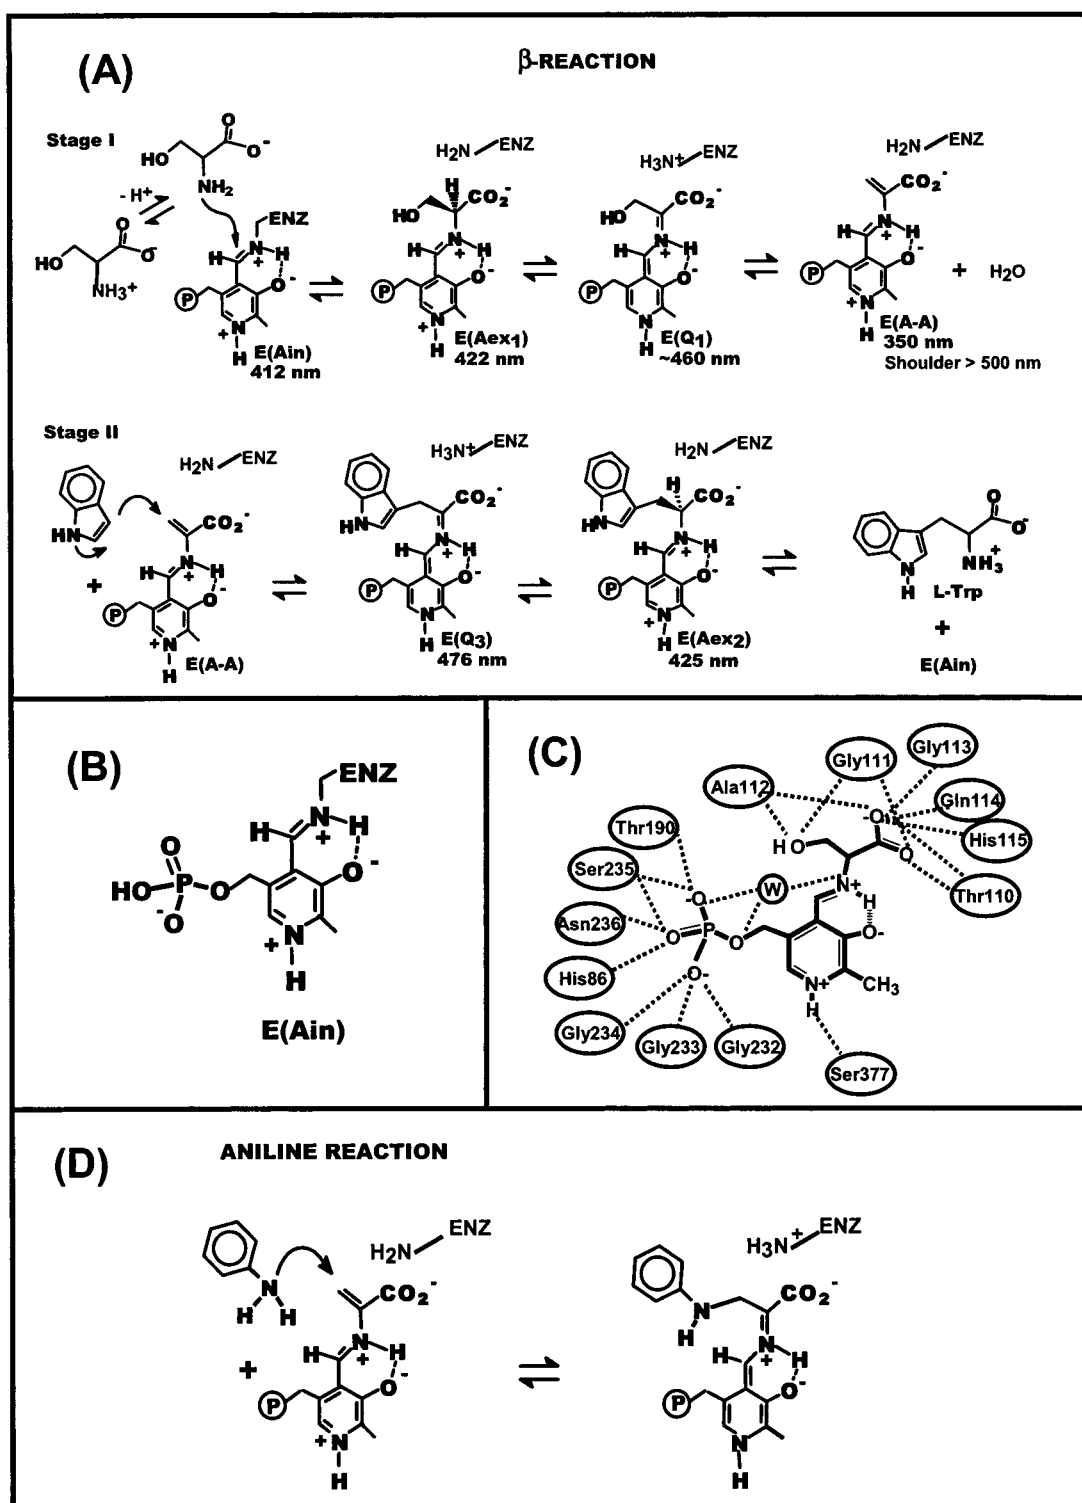 (A)
β-REACTION
Stage I
O
HO
O-
NH2
- H+
ENZ
O
HO
O-
NH3+
H
N
+
H
O-
P
N
+
H
E(Ain)
412 nm
H2N
ENZ
H
HO
CO2-
H
N
+
H
O-
P
N
+
H
E(Aex1)
422 nm
H3N+
ENZ
HO
CO2-
H
N
+
H
O-
P
N
H
E(Q1)
~460 nm
H2N
ENZ
CO2-
H
N
+
H
O-
P
N
+
H
E(A-A)
350 nm
Shoulder > 500 nm
+ H2O
Stage II
HN
+
H2N
ENZ
CO2-
H
N
+
H
O-
P
N
+
H
E(A-A)
H3N+
ENZ
HN
CO2-
H
N
+
H
O-
P
N
H
E(Q3)
476 nm
H2N
ENZ
HN
H
CO2-
H
N
+
H
O-
P
N
+
H
E(Aex2)
425 nm
O
O-
N
H
NH3+
L-Trp
+
E(Ain)
(B)
ENZ
H
N
+
H
O
HO
P
O
-O
O-
N
+
H
E(Ain)
(C)
Gly113
Gly111
Ala112
Gln114
Thr190
His115
Ser235
Thr110
Asn236
His86
Gly234
Gly233
Gly232
Ser377
W
-O
HO
O
N+
H
-O
O
P
O
O-
O-
N+
H
CH3
(D)
ANILINE REACTION
N
H
H
+
H2N
ENZ
CO2-
H
N
+
H
O-
P
N
+
H
H3N+
ENZ
N
H
CO2-
H
N
+
H
O-
P
N
H